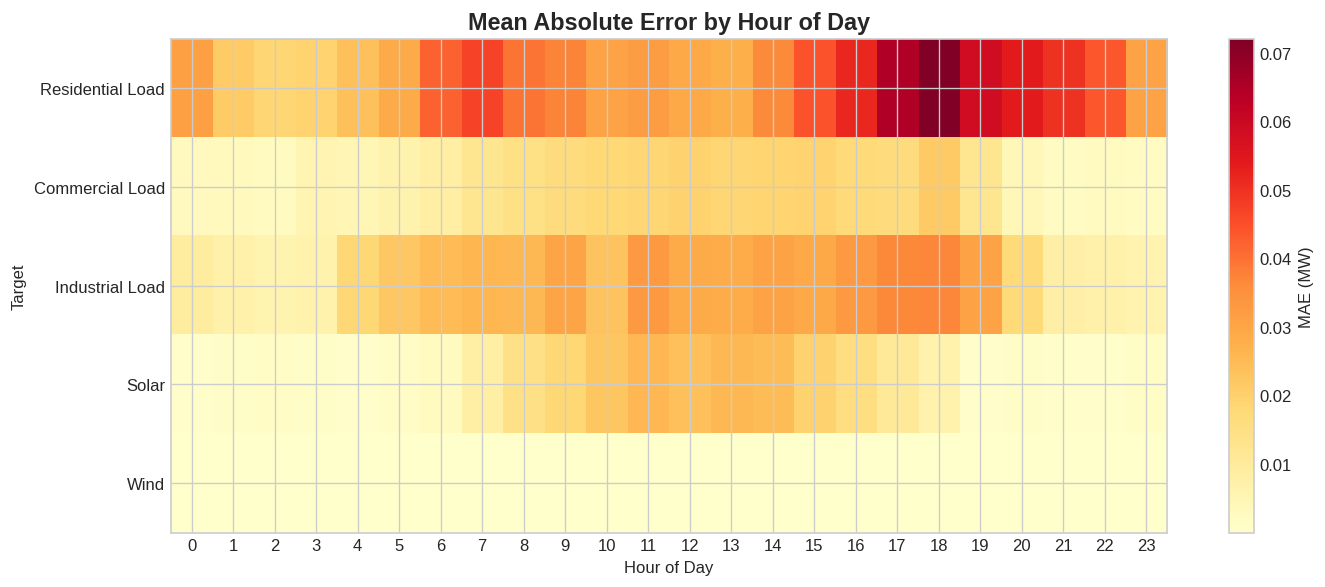 Mean Absolute Error by Hour of Day
Target
Residential Load
Commercial Load
Industrial Load
Solar
Wind
0 1 2 3 4 5 6 7 8 9 10 11 12 13 14 15 16 17 18 19 20 21 22 23
Hour of Day
0.07
0.06
0.05
0.04
0.03
0.02
0.01
MAE (MW)